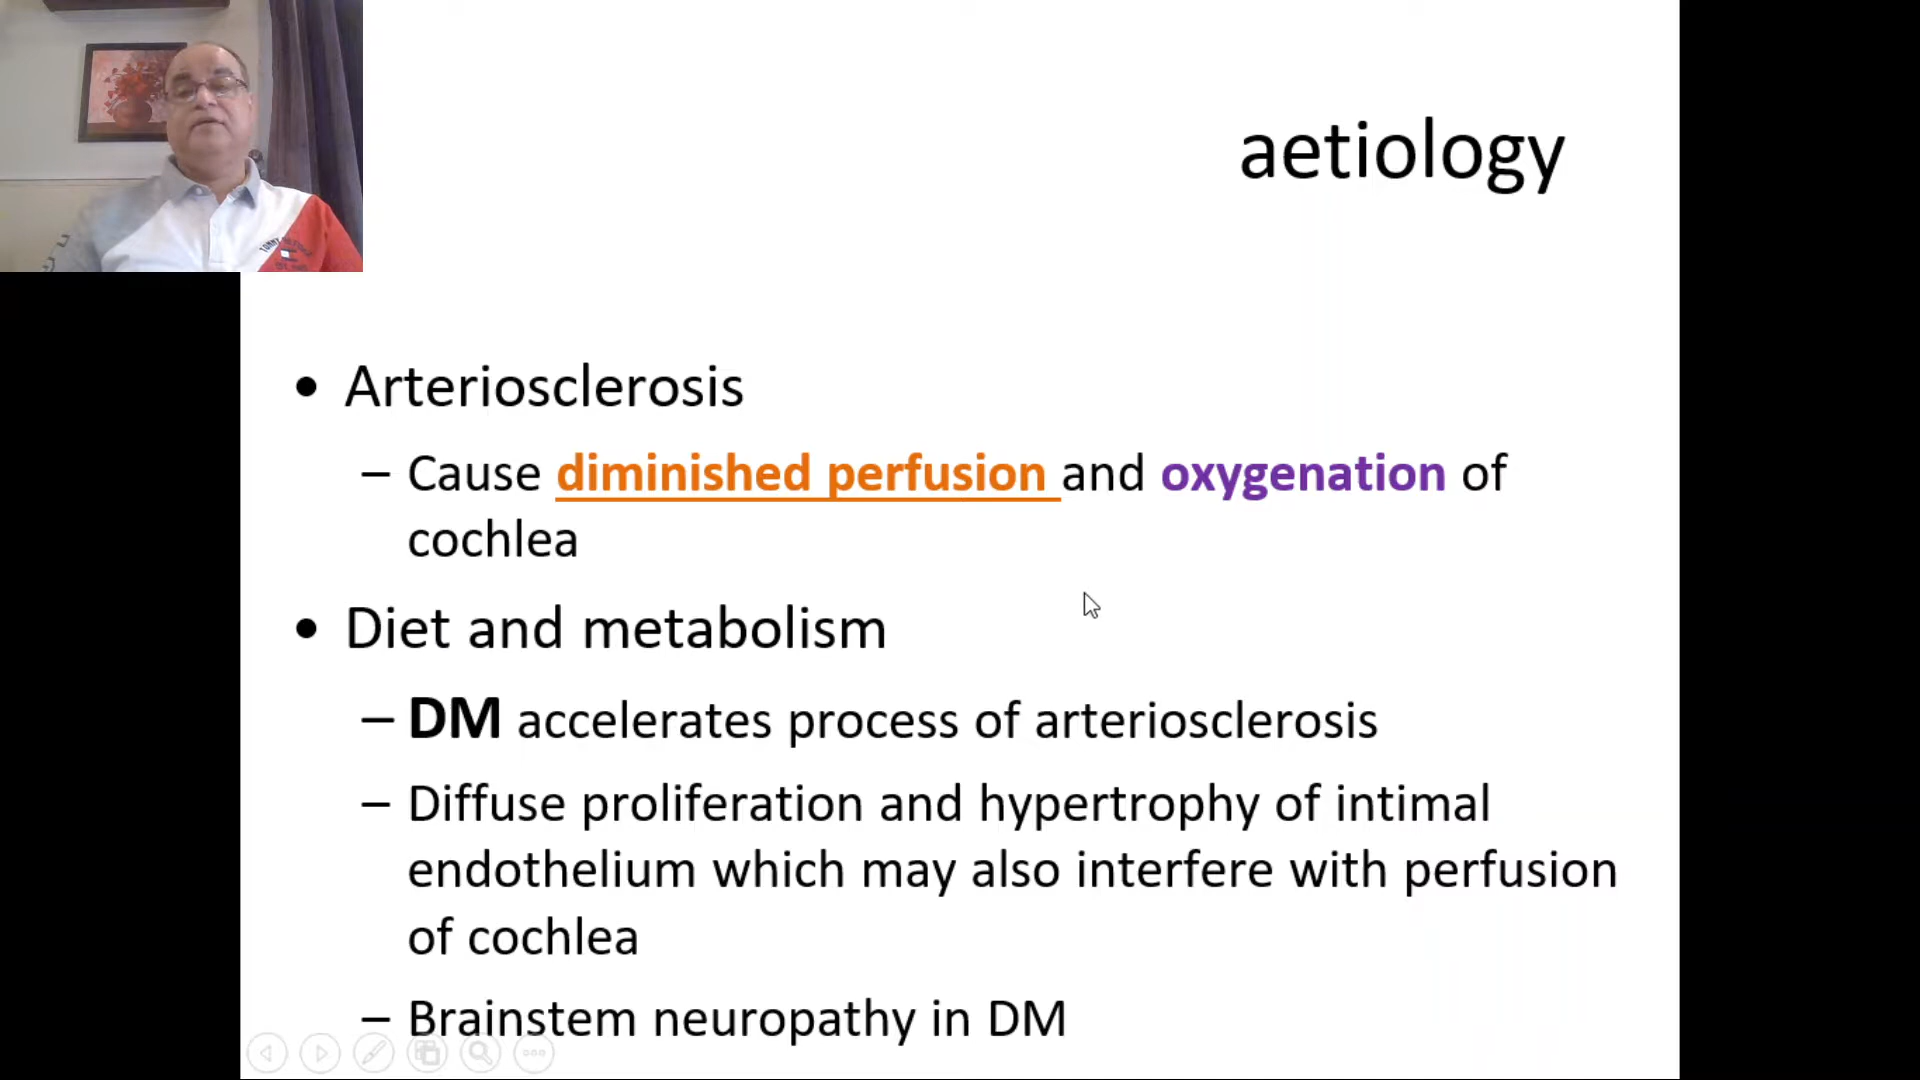 aetiology
• Arteriosclerosis
– Cause diminished perfusion and oxygenation of
cochlea
• Diet and metabolism
– DM accelerates process of arteriosclerosis
– Diffuse proliferation and hypertrophy of intimal
endothelium which may also interfere with perfusion
of cochlea
– Brainstem neuropathy in DM